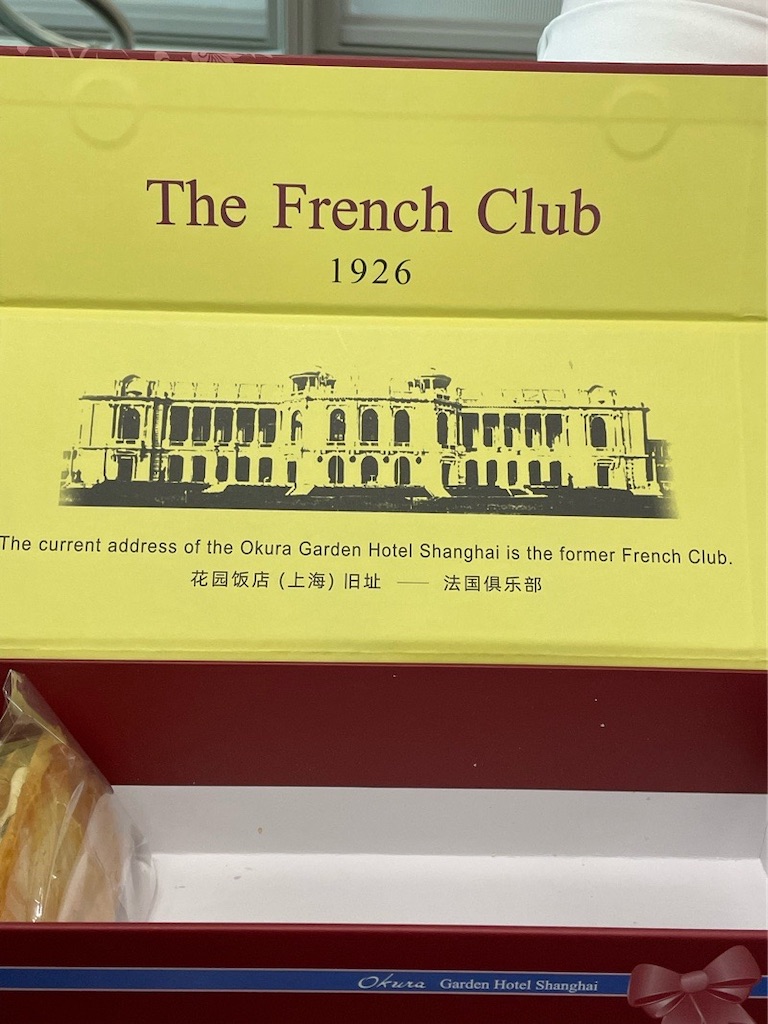 The French Club
1926
The current address of the Okura Garden Hotel Shanghai is the former French Club.
花园饭店 (上海) 旧址 —— 法国俱乐部
Okura Garden Hotel Shanghai